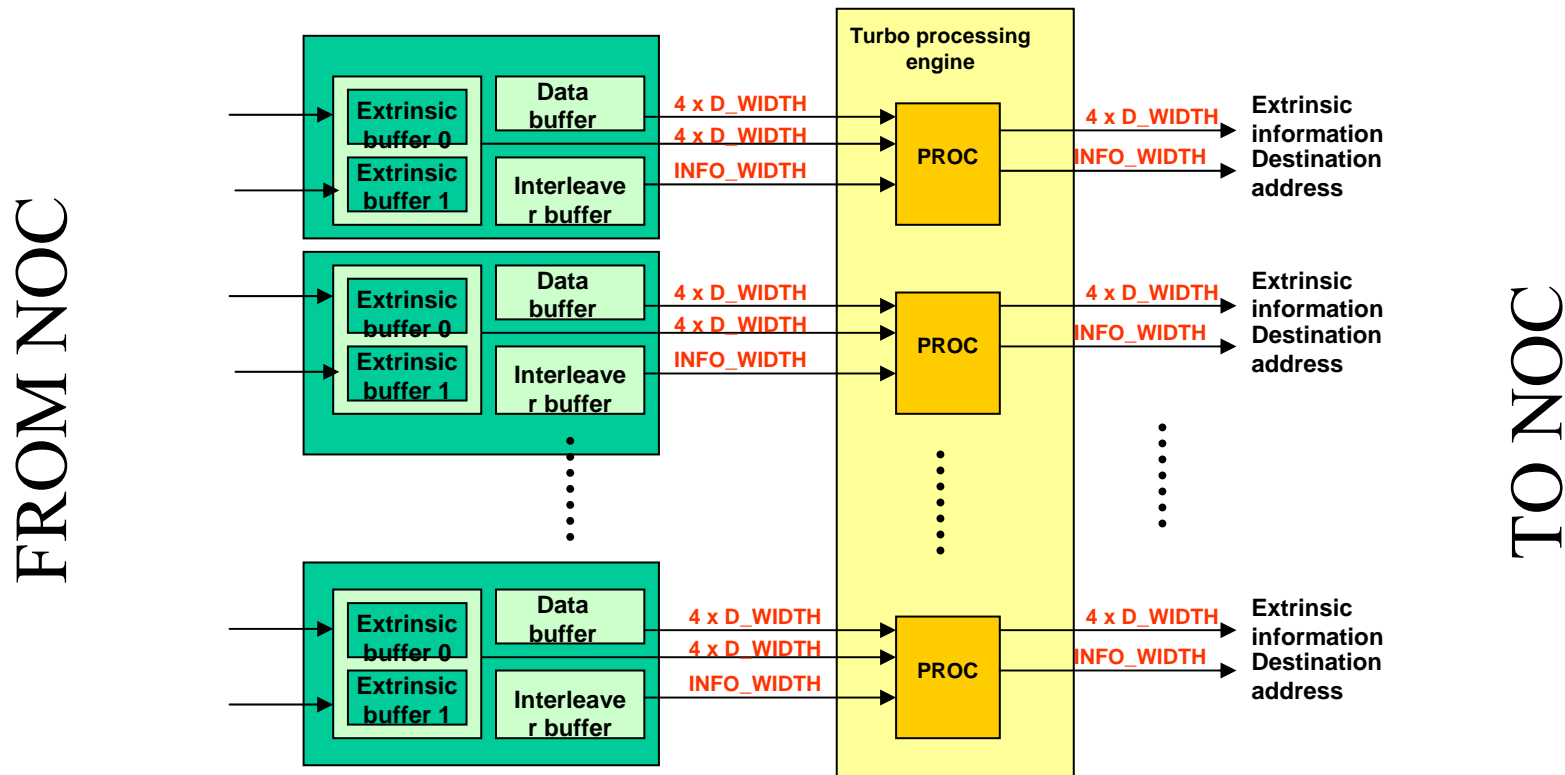 FROM NOC
Turbo processing
engine
Extrinsic
buffer 0
Extrinsic
buffer 1
Data
buffer
Interleave
r buffer
4 x D_WIDTH
4 x D_WIDTH
INFO_WIDTH
PROC
4 x D_WIDTH
INFO_WIDTH
Extrinsic
information
Destination
address
Extrinsic
buffer 0
Extrinsic
buffer 1
Data
buffer
Interleave
r buffer
4 x D_WIDTH
4 x D_WIDTH
INFO_WIDTH
PROC
4 x D_WIDTH
INFO_WIDTH
Extrinsic
information
Destination
address
Extrinsic
buffer 0
Extrinsic
buffer 1
Data
buffer
Interleave
r buffer
4 x D_WIDTH
4 x D_WIDTH
INFO_WIDTH
PROC
4 x D_WIDTH
INFO_WIDTH
Extrinsic
information
Destination
address
TO NOC